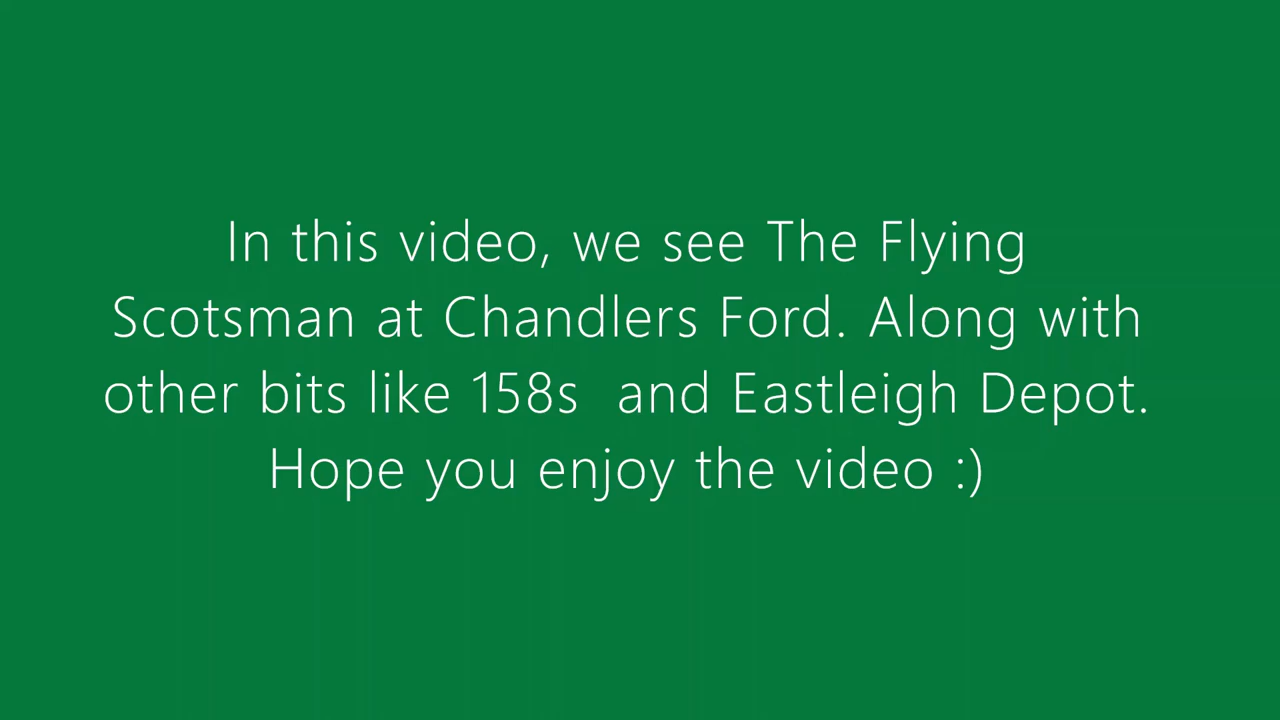 In this video, we see The Flying
Scotsman at Chandlers Ford. Along with
other bits like 158s  and Eastleigh Depot.
Hope you enjoy the video :)